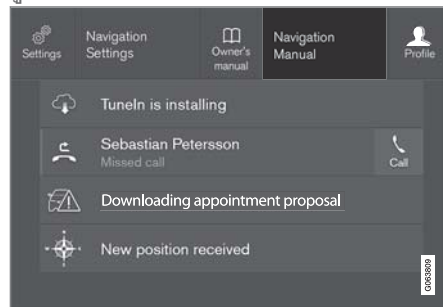 Settings
Navigation
Settings
Owner's
manual
Navigation
Manual
Profile
TuneIn is installing
Sebastian Petersson
Missed call
Call
Downloading appointment proposal
New position received
G063809